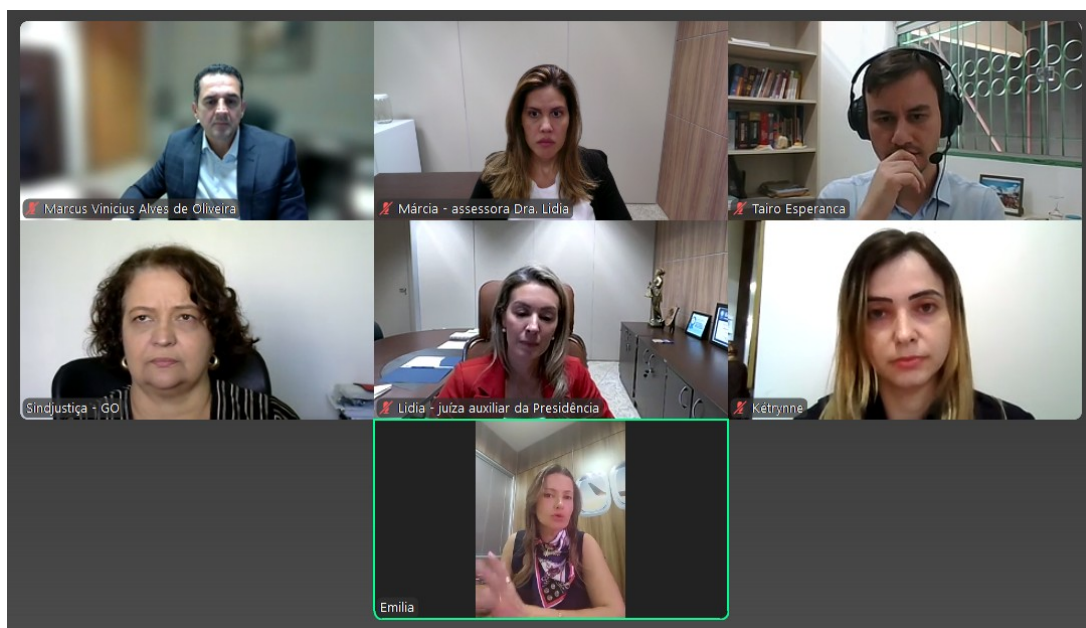 Marcus Vinicius Alves de Oliveira
Márcia - assessora Dra. Lidia
Tairo Esperanca
Sindjustiça - GO
Lidia - juíza auxiliar da Presidência
Kétrynne
Emilia